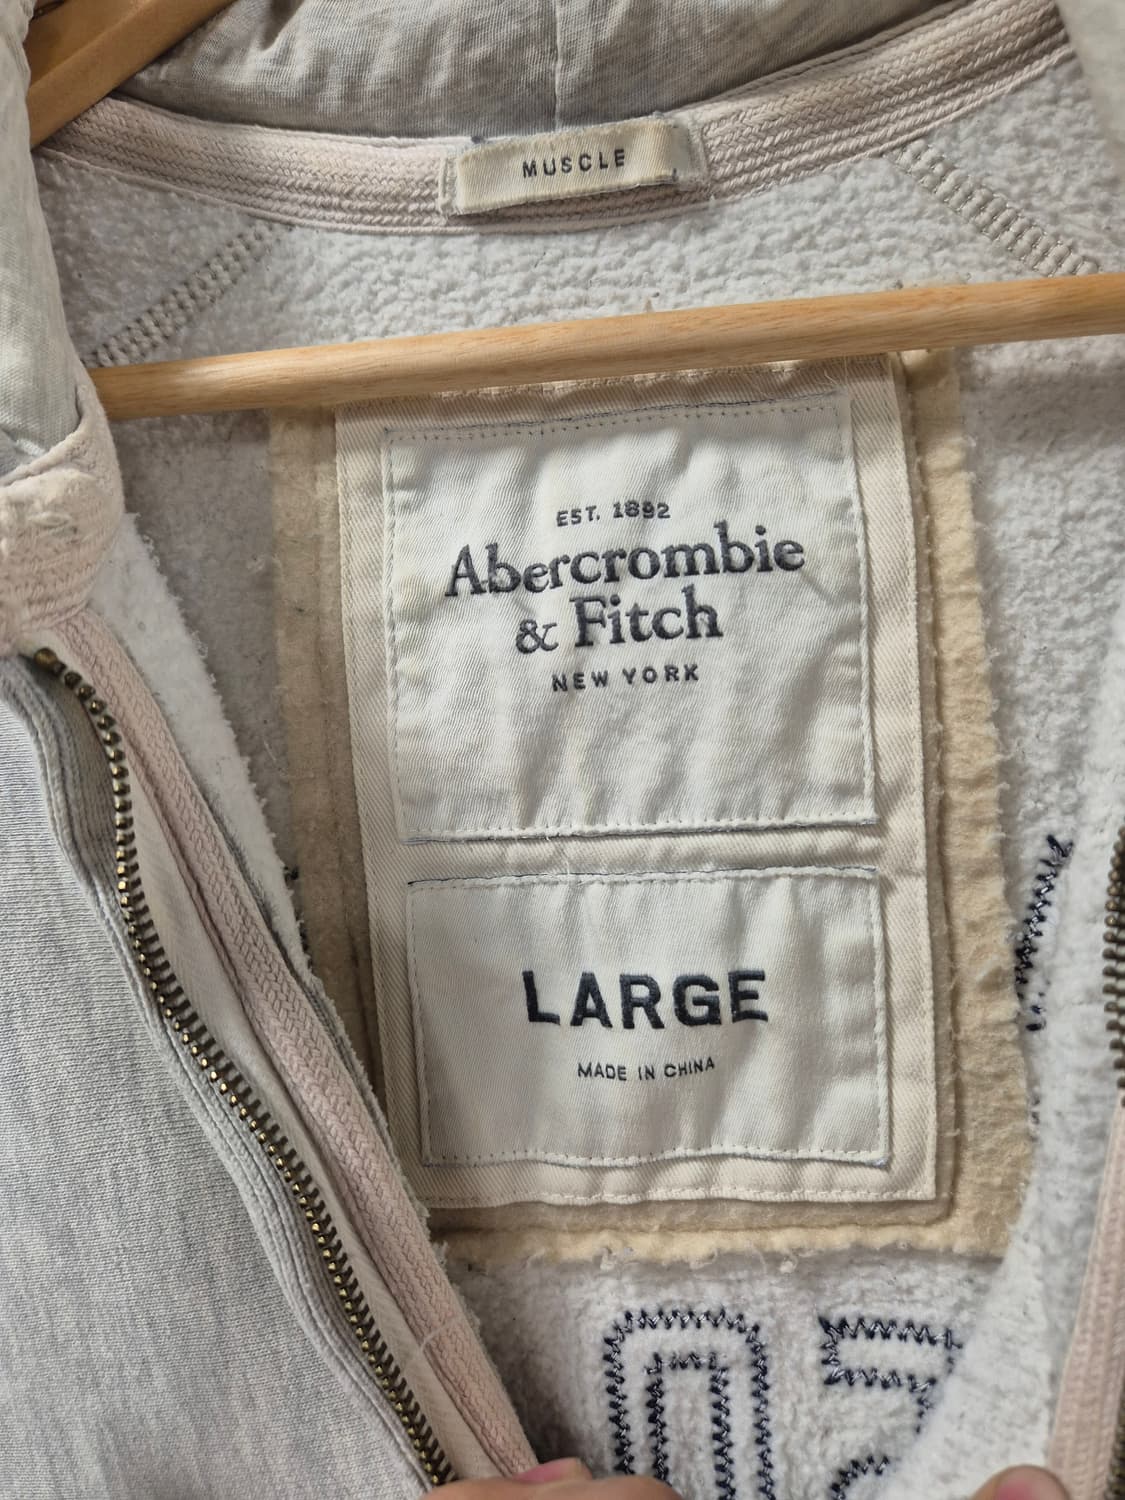 MUSCLE
EST. 1892
Abercrombie
& Fitch
NEW YORK
LARGE
MADE IN CHINA